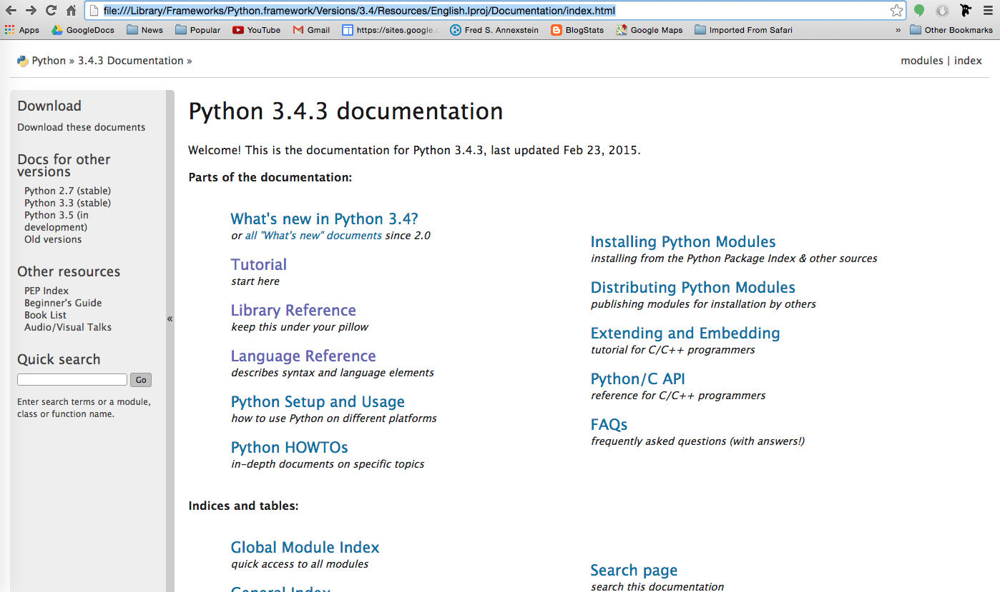 file:///Library/Frameworks/Python.framework/Versions/3.4/Resources/English.lproj/Documentation/index.html
Apps GoogleDocs News Popular YouTube Gmail https://sites.google.c Fred S. Annexstein BlogStats Google Maps Imported From Safari » Other Bookmarks
Python » 3.4.3 Documentation » modules | index
Download
Download these documents
Docs for other
versions
Python 2.7 (stable)
Python 3.3 (stable)
Python 3.5 (in
development)
Old versions
Other resources
PEP Index
Beginner's Guide
Book List
Audio/Visual Talks
Quick search
Go
Enter search terms or a module,
class or function name.
«
Python 3.4.3 documentation
Welcome! This is the documentation for Python 3.4.3, last updated Feb 23, 2015.
Parts of the documentation:
What's new in Python 3.4?
or all "What's new" documents since 2.0
Tutorial
start here
Library Reference
keep this under your pillow
Language Reference
describes syntax and language elements
Python Setup and Usage
how to use Python on different platforms
Python HOWTOs
in-depth documents on specific topics
Installing Python Modules
installing from the Python Package Index & other sources
Distributing Python Modules
publishing modules for installation by others
Extending and Embedding
tutorial for C/C++ programmers
Python/C API
reference for C/C++ programmers
FAQs
frequently asked questions (with answers!)
Indices and tables:
Global Module Index
quick access to all modules
General Index
Search page
search this documentation